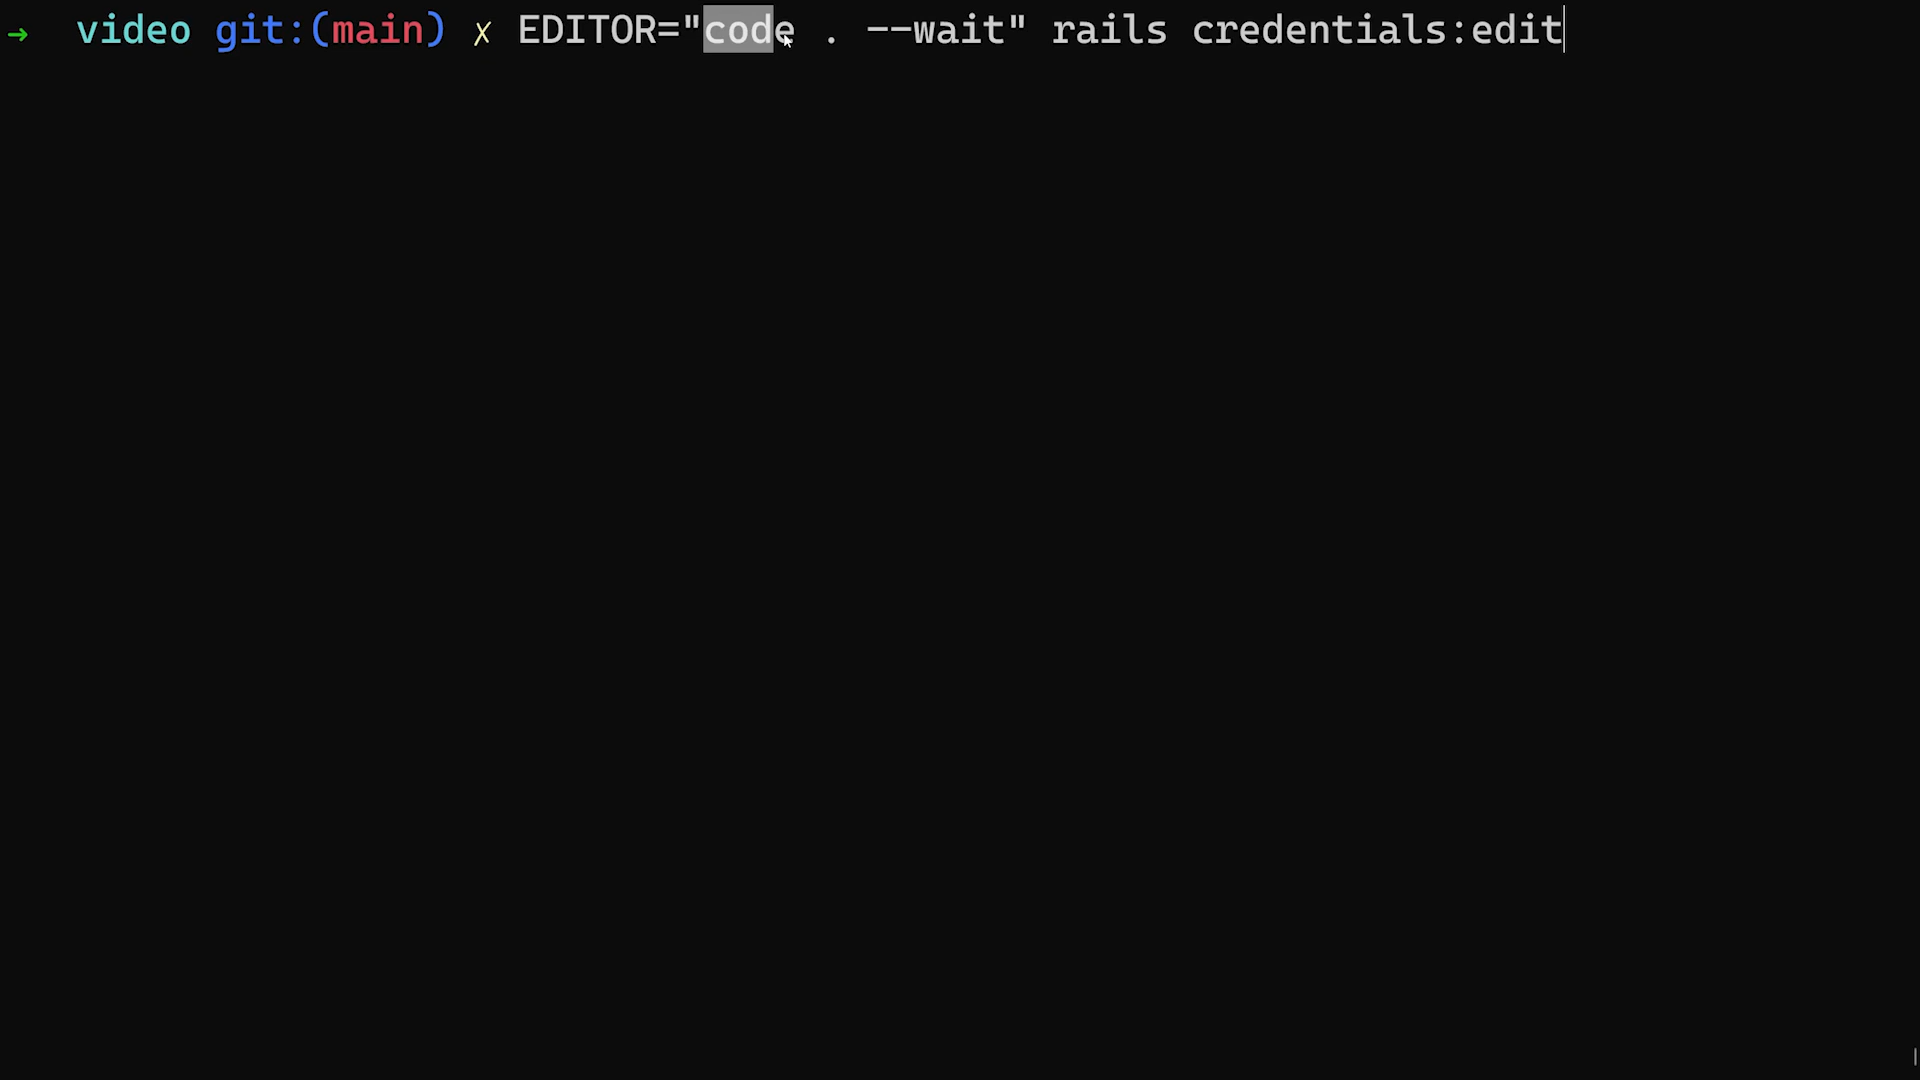 → video git:(main) ✗ EDITOR="code . --wait" rails credentials:edit